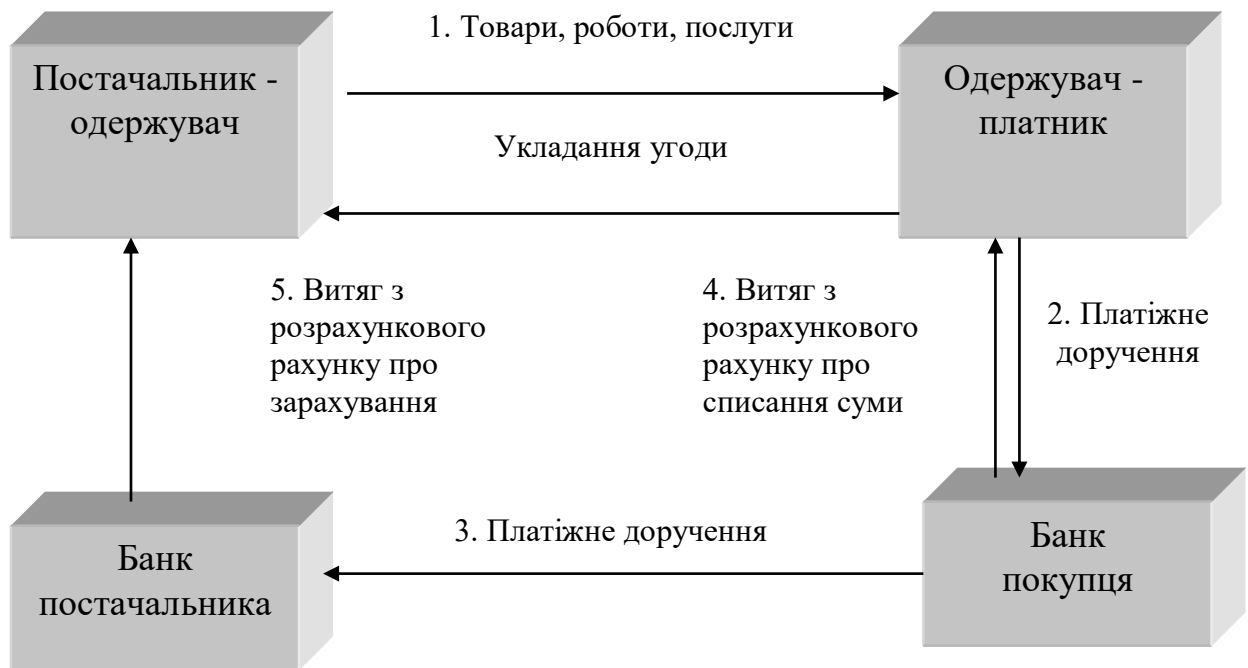 1. Товари, роботи, послуги
Постачальник -
одержувач
Одержувач -
платник
Укладання угоди
5. Витяг з
розрахункового
рахунку про
зарахування
4. Витяг з
розрахункового
рахунку про
списання суми
2. Платіжне
доручення
3. Платіжне доручення
Банк
постачальника
Банк
покупця